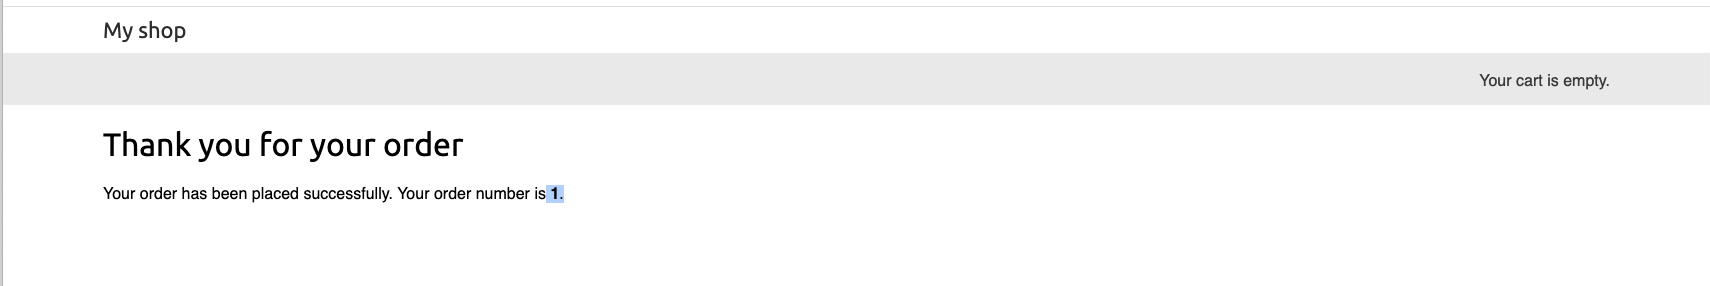 My shop
Your cart is empty.
Thank you for your order
Your order has been placed successfully. Your order number is 1.